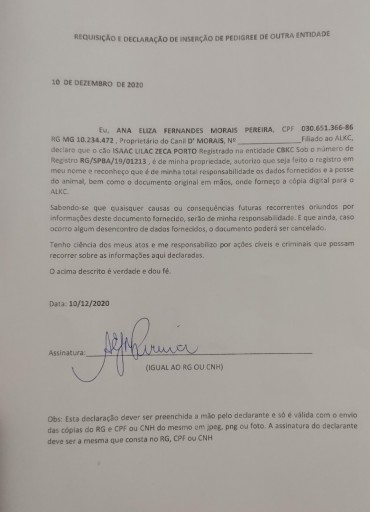 REQUISIÇÃO E DECLARAÇÃO DE INSERÇÃO DE PEDIGREE DE OUTRA ENTIDADE
10 DE DEZEMBRO DE 2020
Eu, ANA ELIZA FERNANDES MORAIS PEREIRA, CPF 030.651.366-86
RG MG 10.234.472 , Proprietário do Canil D' MORAIS, Nº ____________________Filiado ao ALKC,
declaro que o cão ISAAC LILAC ZECA PORTO Registrado na entidade CBKC Sob o número de
Registro RG/SPBA/19/01213 , é de minha propriedade, autorizo que seja feito o registro em
meu nome e reconheço que é de minha total responsabilidade os dados fornecidos e a posse
do animal, bem como o documento original em mãos, onde forneço a cópia digital para o
ALKC.
Sabendo-se que quaisquer causas ou consequências futuras recorrentes oriundos por
informações deste documento fornecido, serão de minha responsabilidade. E que ainda, caso
ocorro algum desencontro de dados fornecidos, o documento poderá ser cancelado.
Tenho ciência dos meus atos e me responsabilizo por ações cíveis e criminais que possam
recorrer sobre as informações aqui declaradas.
O acima descrito é verdade e dou fé.
Data: 10/12/2020
Assinatura:
(IGUAL AO RG OU CNH)
Obs: Esta declaração dever ser preenchida a mão pelo declarante e só é válida com o envio
das cópias do RG e CPF ou CNH do mesmo em jpeg, png ou foto. A assinatura do declarante
deve ser a mesma que consta no RG, CPF ou CNH